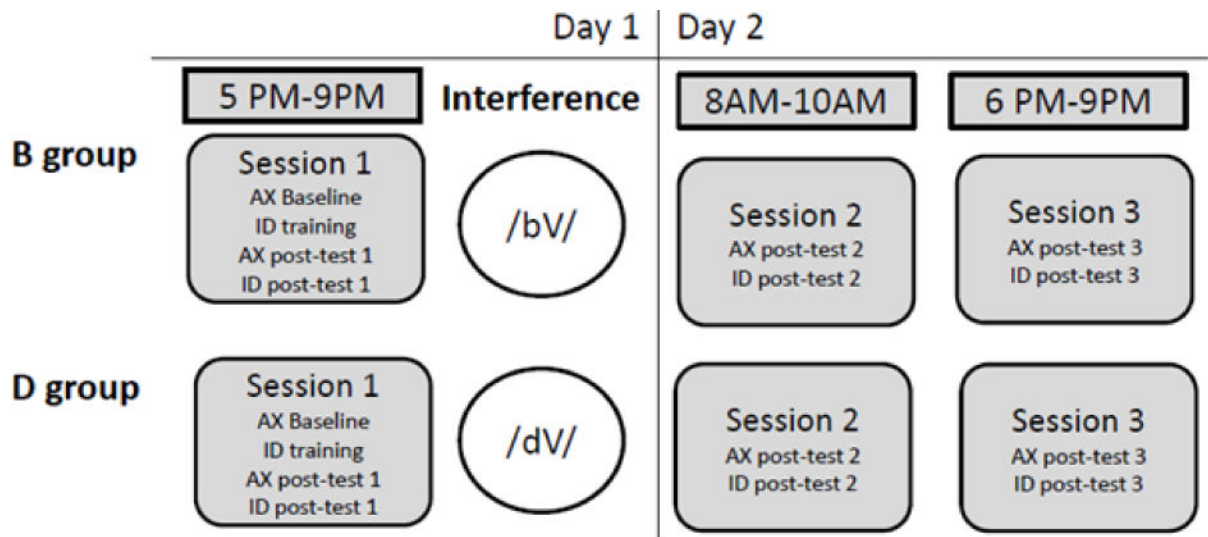 Day 1 Day 2
5 PM-9PM Interference 8AM-10AM 6 PM-9PM
B group
Session 1
AX Baseline
ID training
AX post-test 1
ID post-test 1
/bV/
Session 2
AX post-test 2
ID post-test 2
Session 3
AX post-test 3
ID post-test 3
D group
Session 1
AX Baseline
ID training
AX post-test 1
ID post-test 1
/dV/
Session 2
AX post-test 2
ID post-test 2
Session 3
AX post-test 3
ID post-test 3